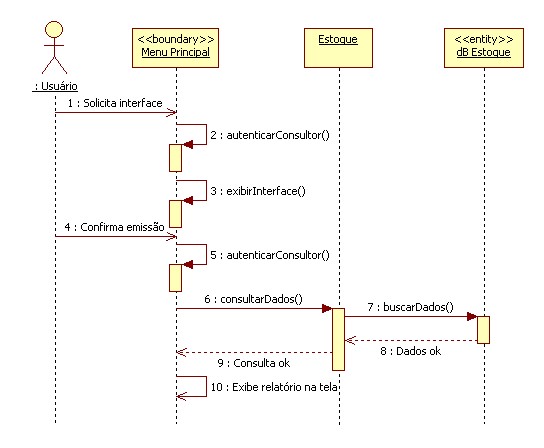 <<boundary>>
Menu Principal
Estoque
<<entity>>
dB Estoque
: Usuário
1 : Solicita interface
2 : autenticarConsultor()
3 : exibirInterface()
4 : Confirma emissão
5 : autenticarConsultor()
6 : consultarDados()
7 : buscarDados()
8 : Dados ok
9 : Consulta ok
10 : Exibe relatório na tela